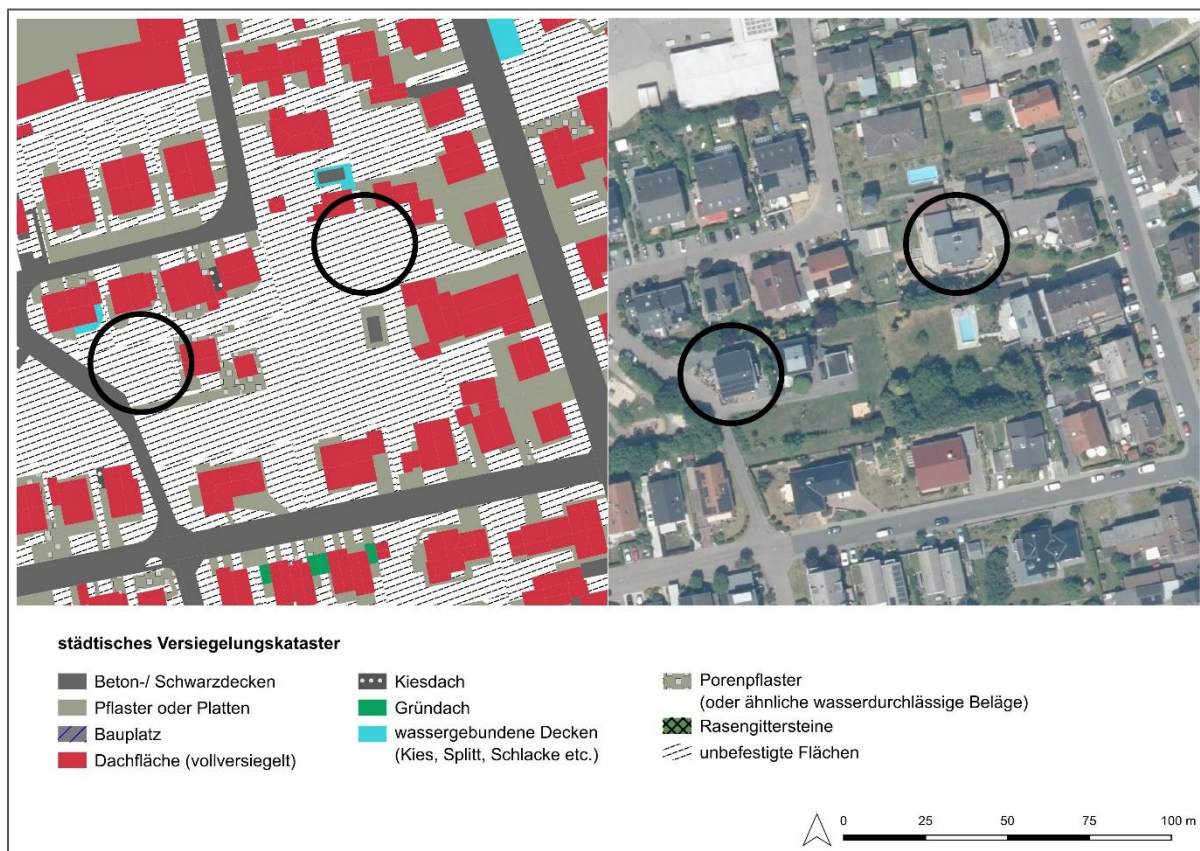 städtisches Versiegelungskataster
Beton-/ Schwarzdecken
Pflaster oder Platten
Bauplatz
Dachfläche (vollversiegelt)
Kiesdach
Gründach
wassergebundene Decken
(Kies, Splitt, Schlacke etc.)
Porenpflaster
(oder ähnliche wasserdurchlässige Beläge)
Rasengittersteine
unbefestigte Flächen
0 25 50 75 100 m